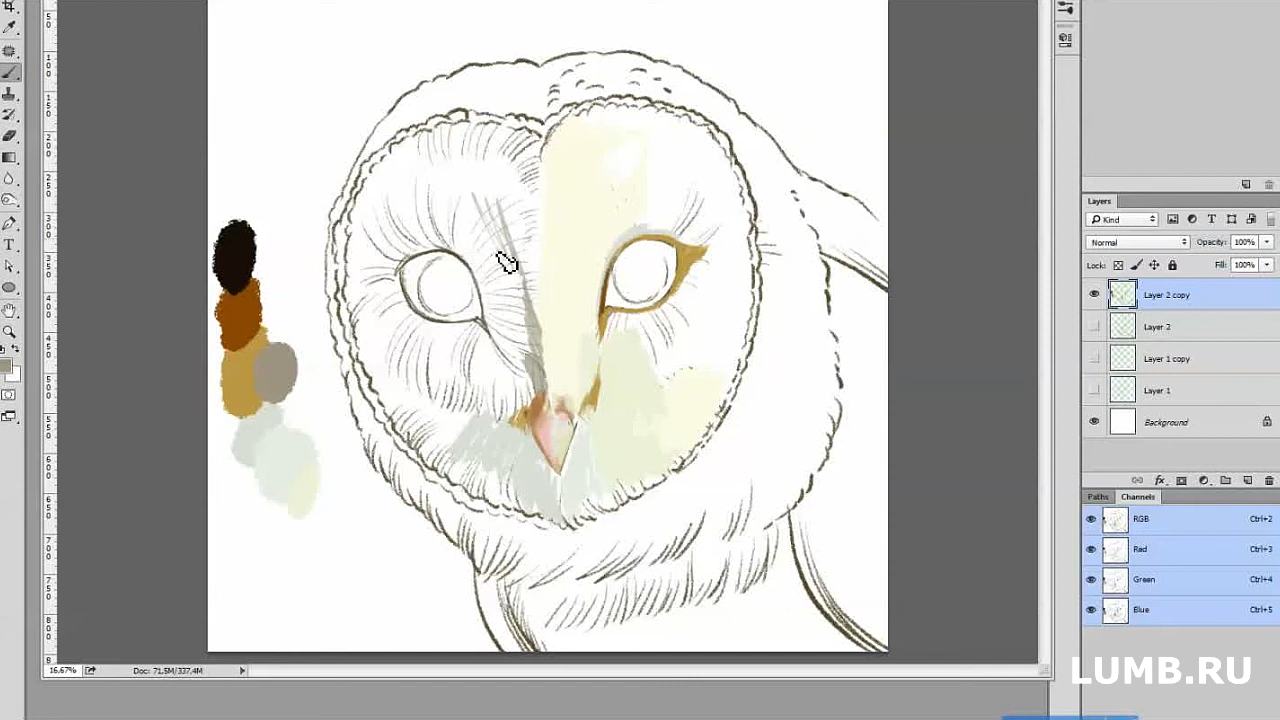 Layers
Kind
Normal
Opacity: 100%
Lock:
Fill: 100%
Layer 2 copy
Layer 2
Layer 1 copy
Layer 1
Background
Paths
Channels
RGB Ctrl+2
Red Ctrl+3
Green Ctrl+4
Blue Ctrl+5
16.67%
Doc: 71.5M/337.4M
LUMB.RU